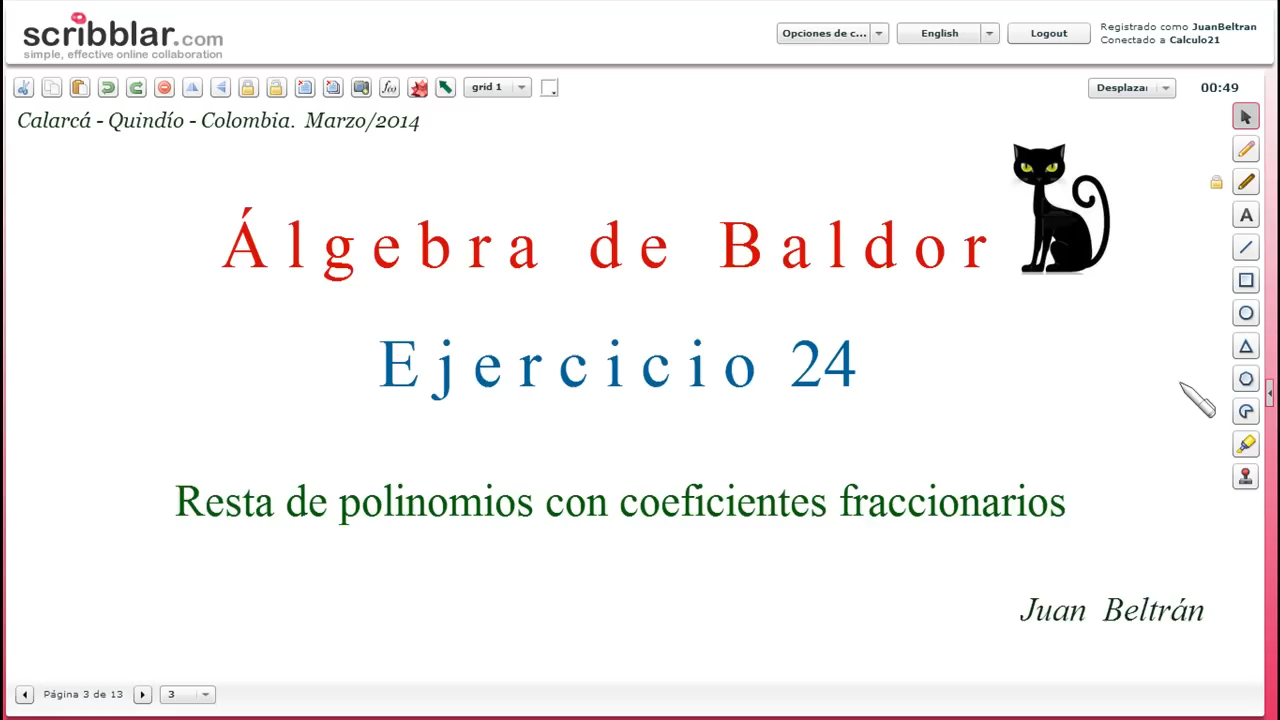 scribblar.com
simple, effective online collaboration
Opciones de c...
English
Logout
Registrado como JuanBeltran
Conectado a Calculo21
f(x)
grid 1
Desplaza
00:49
Calarcá - Quindío - Colombia. Marzo/2014
Álgebra de Baldor
Ejercicio 24
A
Resta de polinomios con coeficientes fraccionarios
Juan Beltrán
Página 3 de 13
3